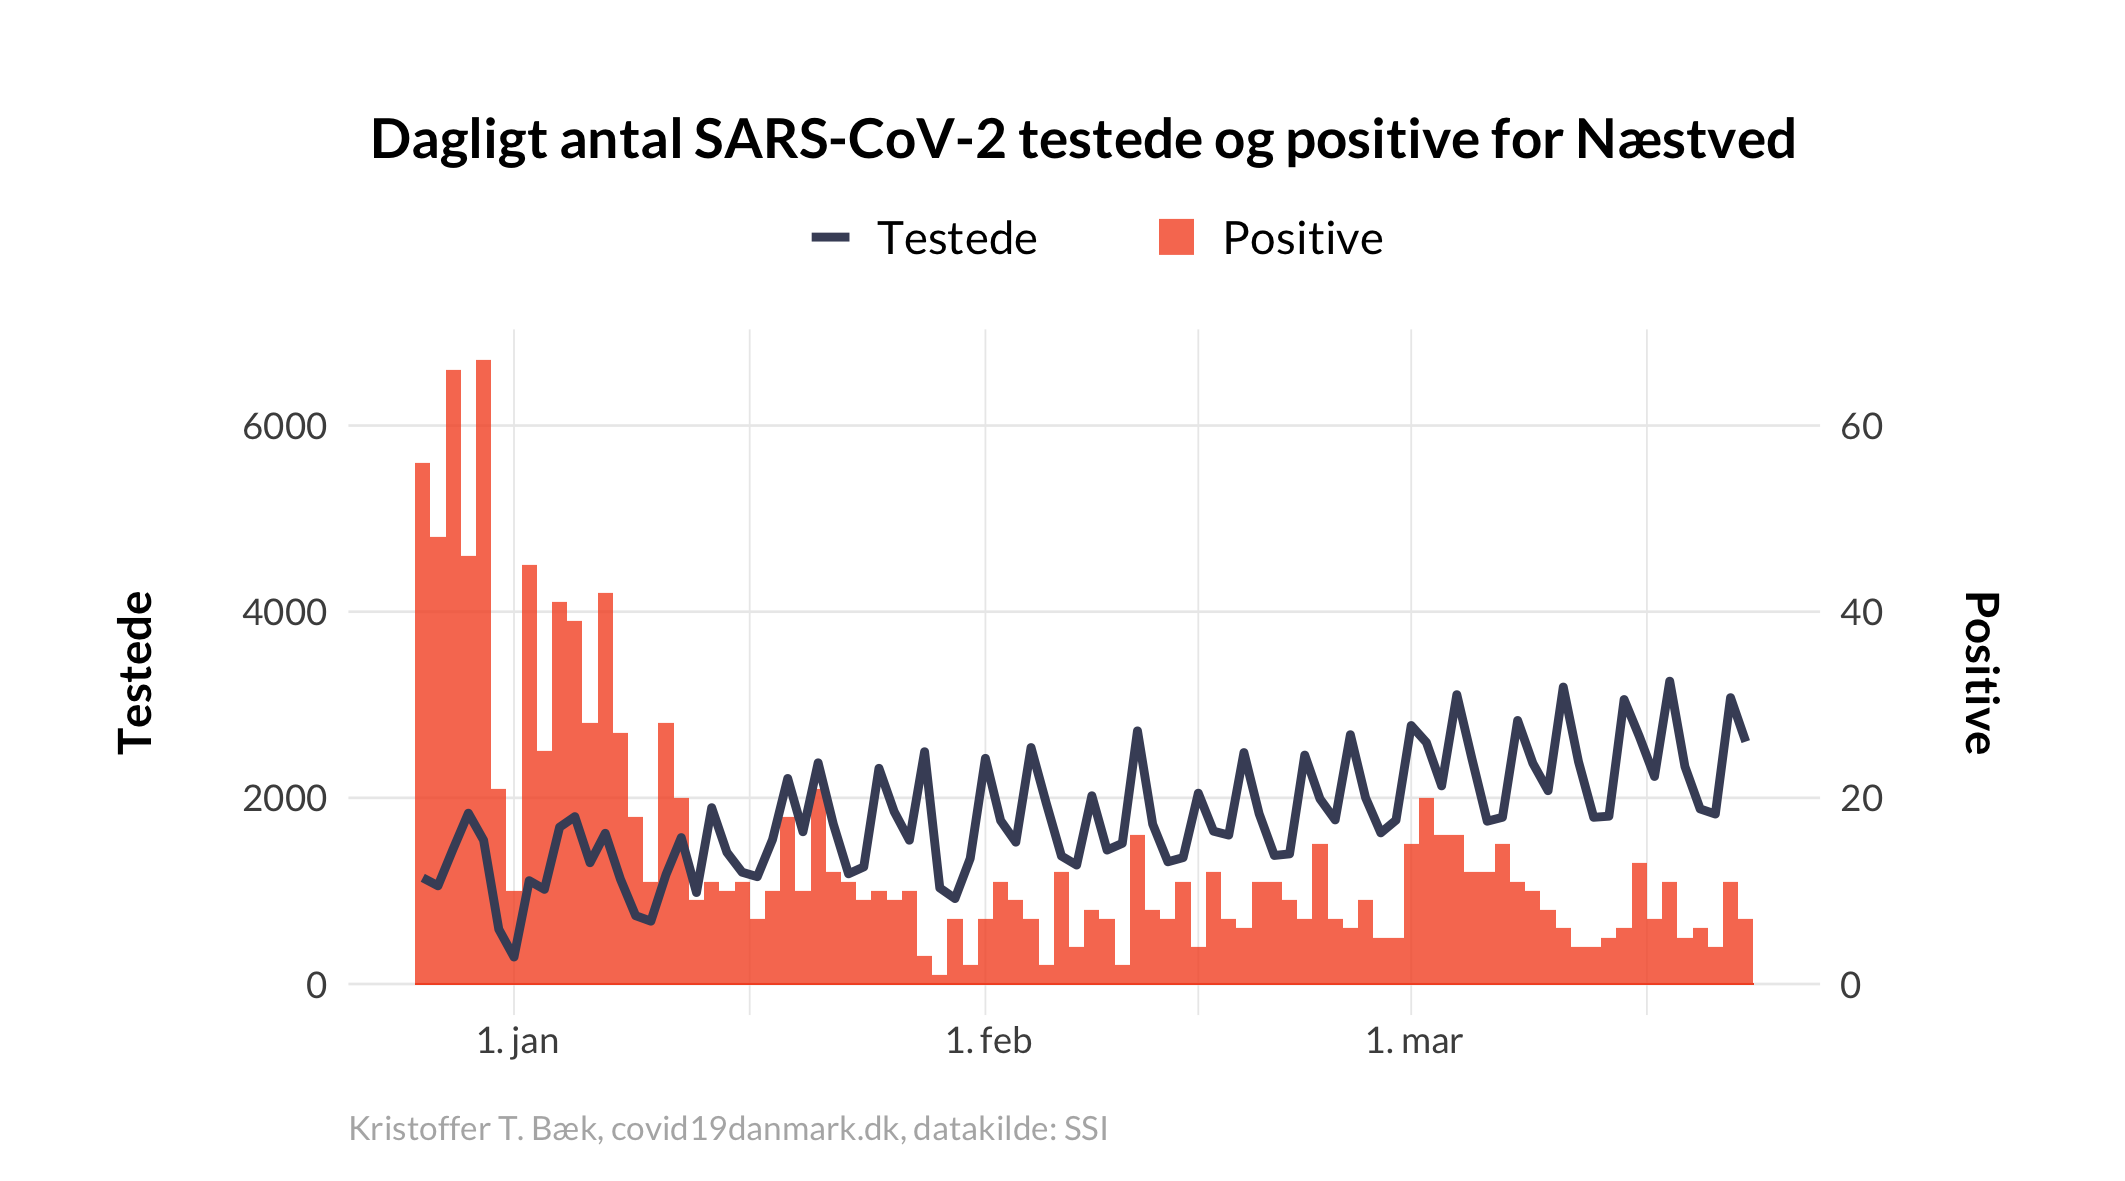 Dagligt antal SARS-CoV-2 testede og positive for Næstved
Testede Positive
6000 60
4000 40
2000 20
0 0
Testede
Positive
1. jan 1. feb 1. mar
Kristoffer T. Bæk, covid19danmark.dk, datakilde: SSI